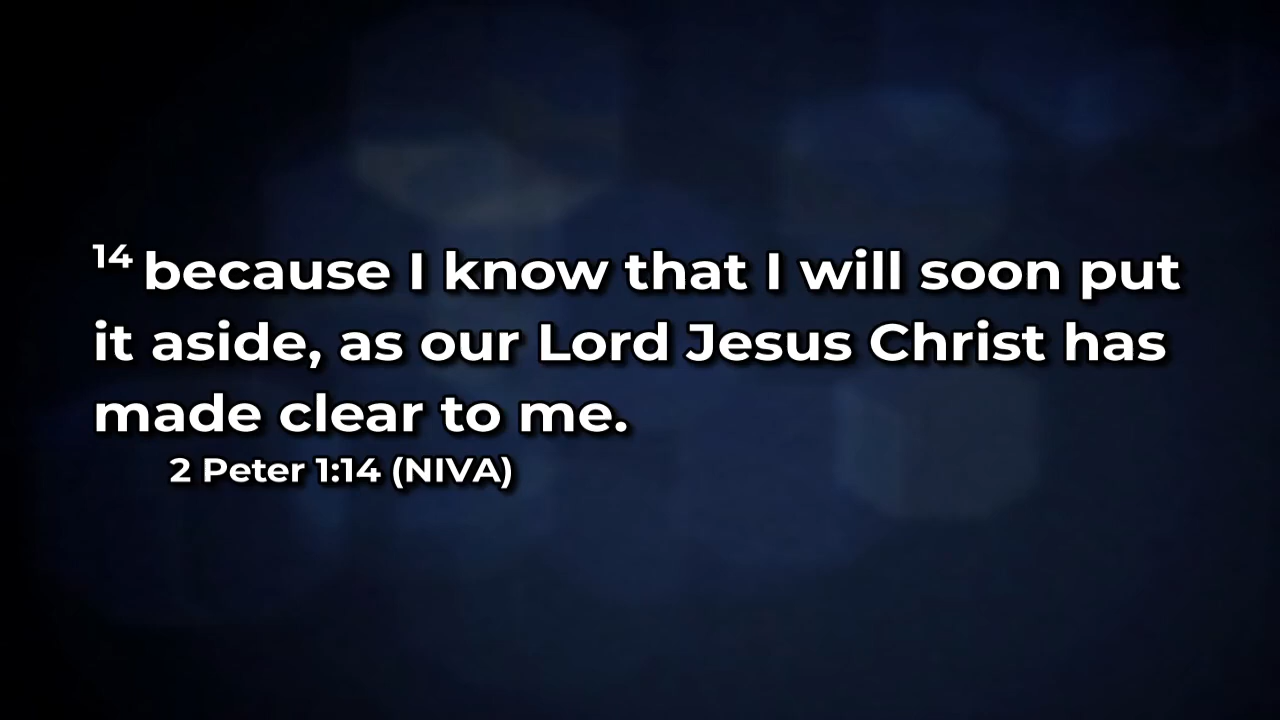 14 because I know that I will soon put
it aside, as our Lord Jesus Christ has
made clear to me.
2 Peter 1:14 (NIVA)